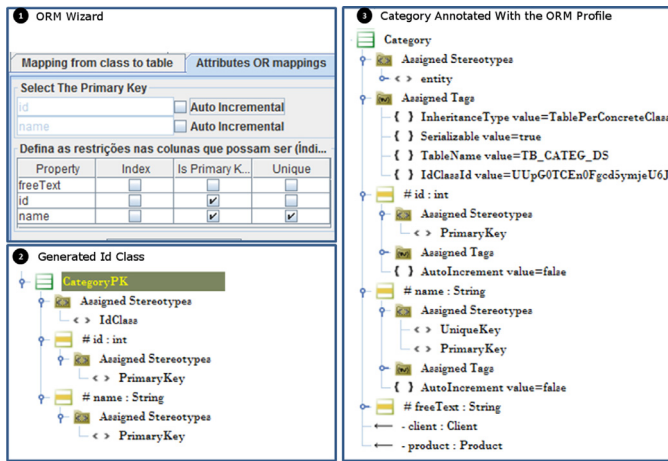 1 ORM Wizard
Mapping from class to table
Attributes OR mappings
Select The Primary Key
id
Auto Incremental
name
Auto Incremental
Defina as restrições nas colunas que possam ser (Índi...
Property Index Is Primary K... Unique
freeText
id
name
2 Generated Id Class
CategoryPK
Assigned Stereotypes
< > IdClass
# id : int
Assigned Stereotypes
< > PrimaryKey
# name : String
Assigned Stereotypes
< > PrimaryKey
3 Category Annotated With the ORM Profile
Category
Assigned Stereotypes
< > entity
Assigned Tags
{ } InheritanceType value=TablePerConcreteClass
{ } Serializable value=true
{ } TableName value=TB_CATEG_DS
{ } IdClassId value=UUpG0TCEn0Fgcd5ymjeU6J
# id : int
Assigned Stereotypes
< > PrimaryKey
Assigned Tags
{ } AutoIncrement value=false
# name : String
Assigned Stereotypes
< > UniqueKey
< > PrimaryKey
Assigned Tags
{ } AutoIncrement value=false
# freeText : String
- client : Client
- product : Product